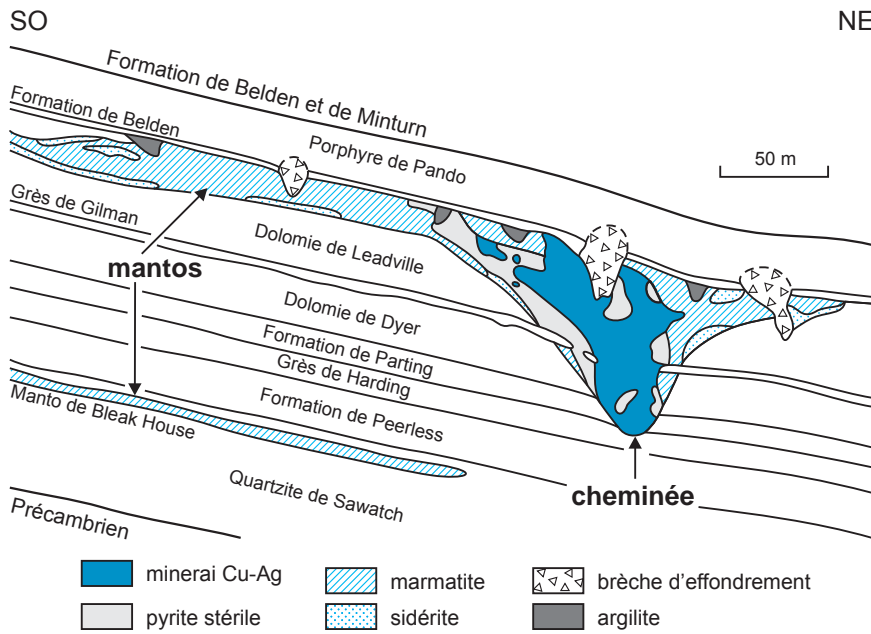 SO
NE
Formation de Belden et de Minturn
Formation de Belden
Porphyre de Pando
50 m
Grès de Gilman
Dolomie de Leadville
mantos
Dolomie de Dyer
Formation de Parting
Grès de Harding
Formation de Peerless
Manto de Bleak House
Quartzite de Sawatch
cheminée
Précambrien
minerai Cu-Ag
marmatite
brèche d'effondrement
pyrite stérile
sidérite
argilite